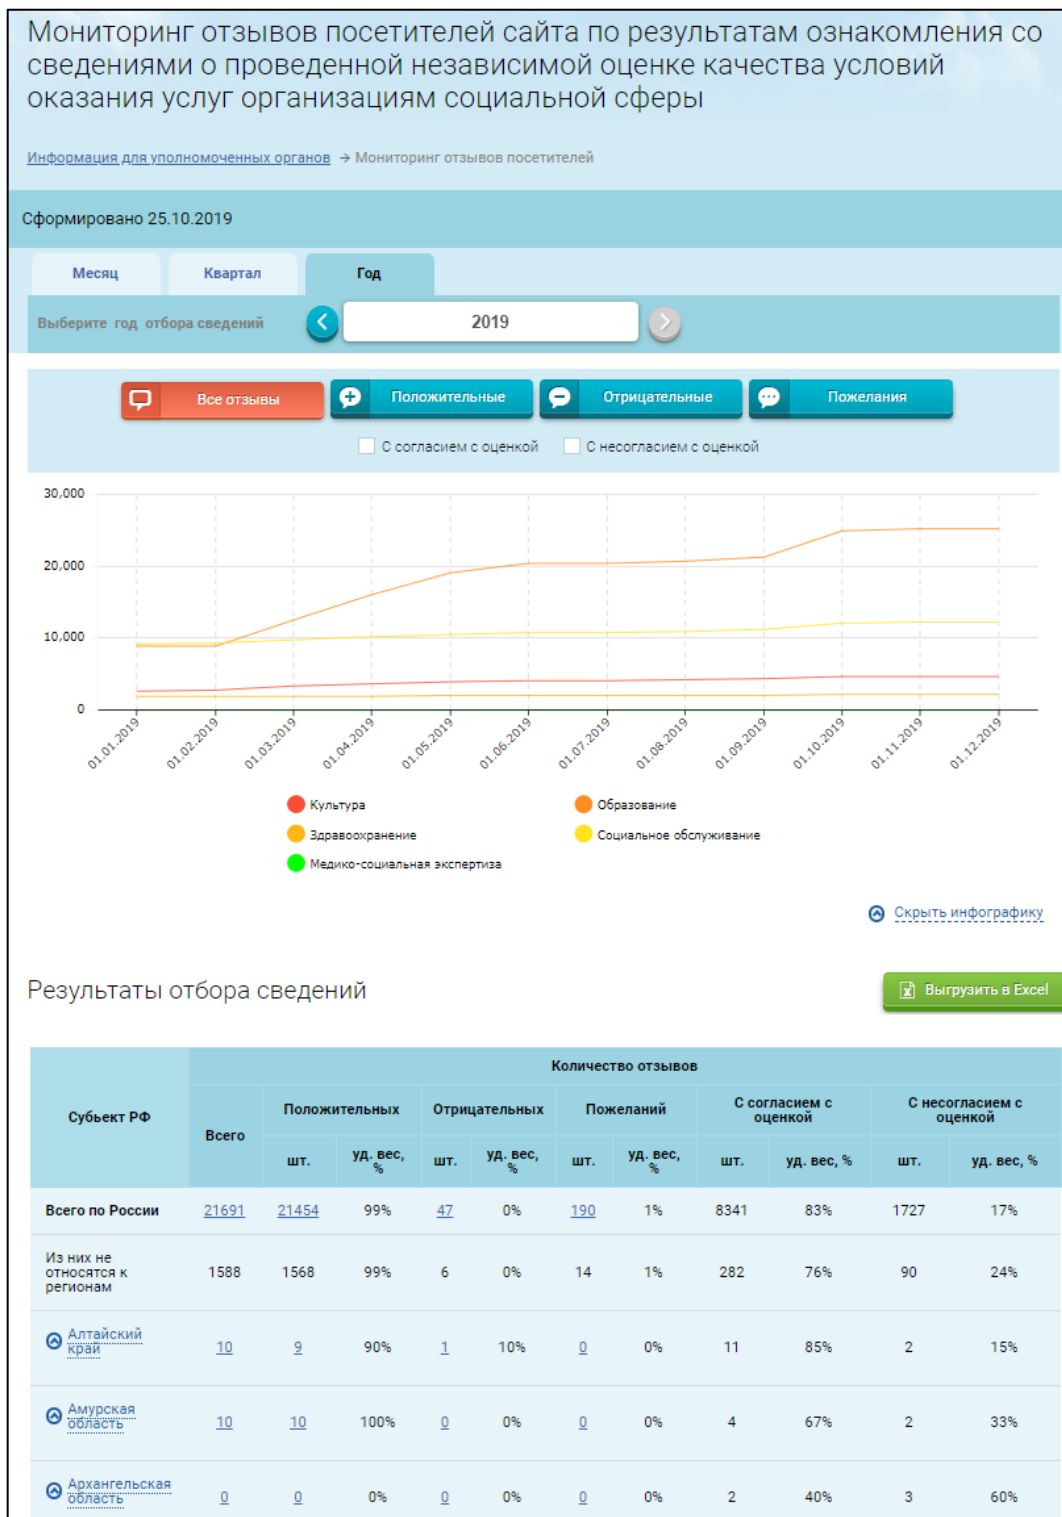 Мониторинг отзывов посетителей сайта по результатам ознакомления со
сведениями о проведенной независимой оценке качества условий
оказания услуг организациям социальной сферы
Информация для уполномоченных органов → Мониторинг отзывов посетителей
Сформировано 25.10.2019
Месяц Квартал Год
Выберите год отбора сведений 2019
Все отзывы Положительные Отрицательные Пожелания
С согласием с оценкой С несогласием с оценкой
30,000
20,000
10,000
0
01.01.2019 01.02.2019 01.03.2019 01.04.2019 01.05.2019 01.06.2019 01.07.2019 01.08.2019 01.09.2019 01.10.2019 01.11.2019 01.12.2019
Культура Образование
Здравоохранение Социальное обслуживание
Медико-социальная экспертиза
Скрыть инфографику
Результаты отбора сведений Выгрузить в Excel
Количество отзывов
Субъект РФ Всего Положительных Отрицательных Пожеланий С согласием с оценкой С несогласием с оценкой
шт. уд. вес, % шт. уд. вес, % шт. уд. вес, % шт. уд. вес, % шт. уд. вес, %
Всего по России 21691 21454 99% 47 0% 190 1% 8341 83% 1727 17%
Из них не
относятся к
регионам 1588 1568 99% 6 0% 14 1% 282 76% 90 24%
Алтайский
край 10 9 90% 1 10% 0 0% 11 85% 2 15%
Амурская
область 10 10 100% 0 0% 0 0% 4 67% 2 33%
Архангельская
область 0 0 0% 0 0% 0 0% 2 40% 3 60%